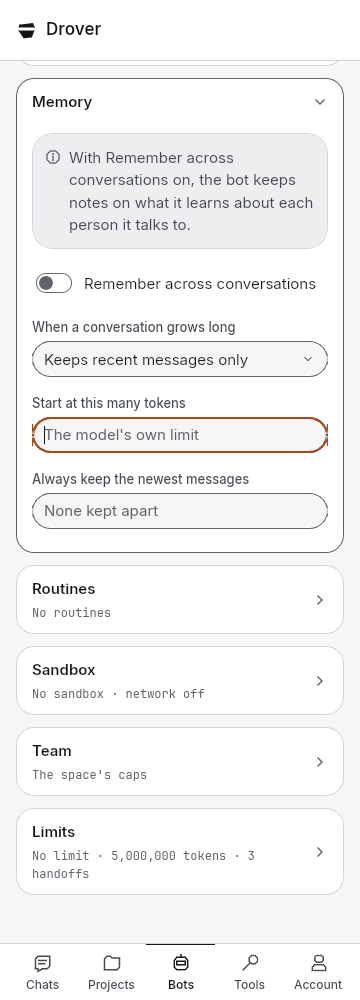 Drover
Memory
With Remember across
conversations on, the bot keeps
notes on what it learns about each
person it talks to.
Remember across conversations
When a conversation grows long
Keeps recent messages only
Start at this many tokens
The model's own limit
Always keep the newest messages
None kept apart
Routines
No routines
Sandbox
No sandbox · network off
Team
The space's caps
Limits
No limit · 5,000,000 tokens · 3
handoffs
Chats
Projects
Bots
Tools
Account